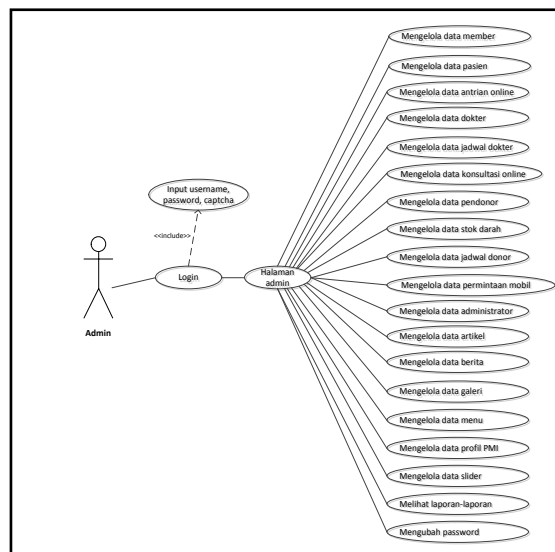 Mengelola data member
Mengelola data pasien
Mengelola data antrian online
Mengelola data dokter
Mengelola data jadwal dokter
Mengelola data konsultasi online
Mengelola data pendonor
Mengelola data stok darah
Mengelola data jadwal donor
Mengelola data permintaan mobil
Mengelola data administrator
Mengelola data artikel
Mengelola data berita
Mengelola data galeri
Mengelola data menu
Mengelola data profil PMI
Mengelola data slider
Melihat laporan-laporan
Mengubah password
Input username,
password, captcha
<<include>>
Login
Halaman
admin
Admin